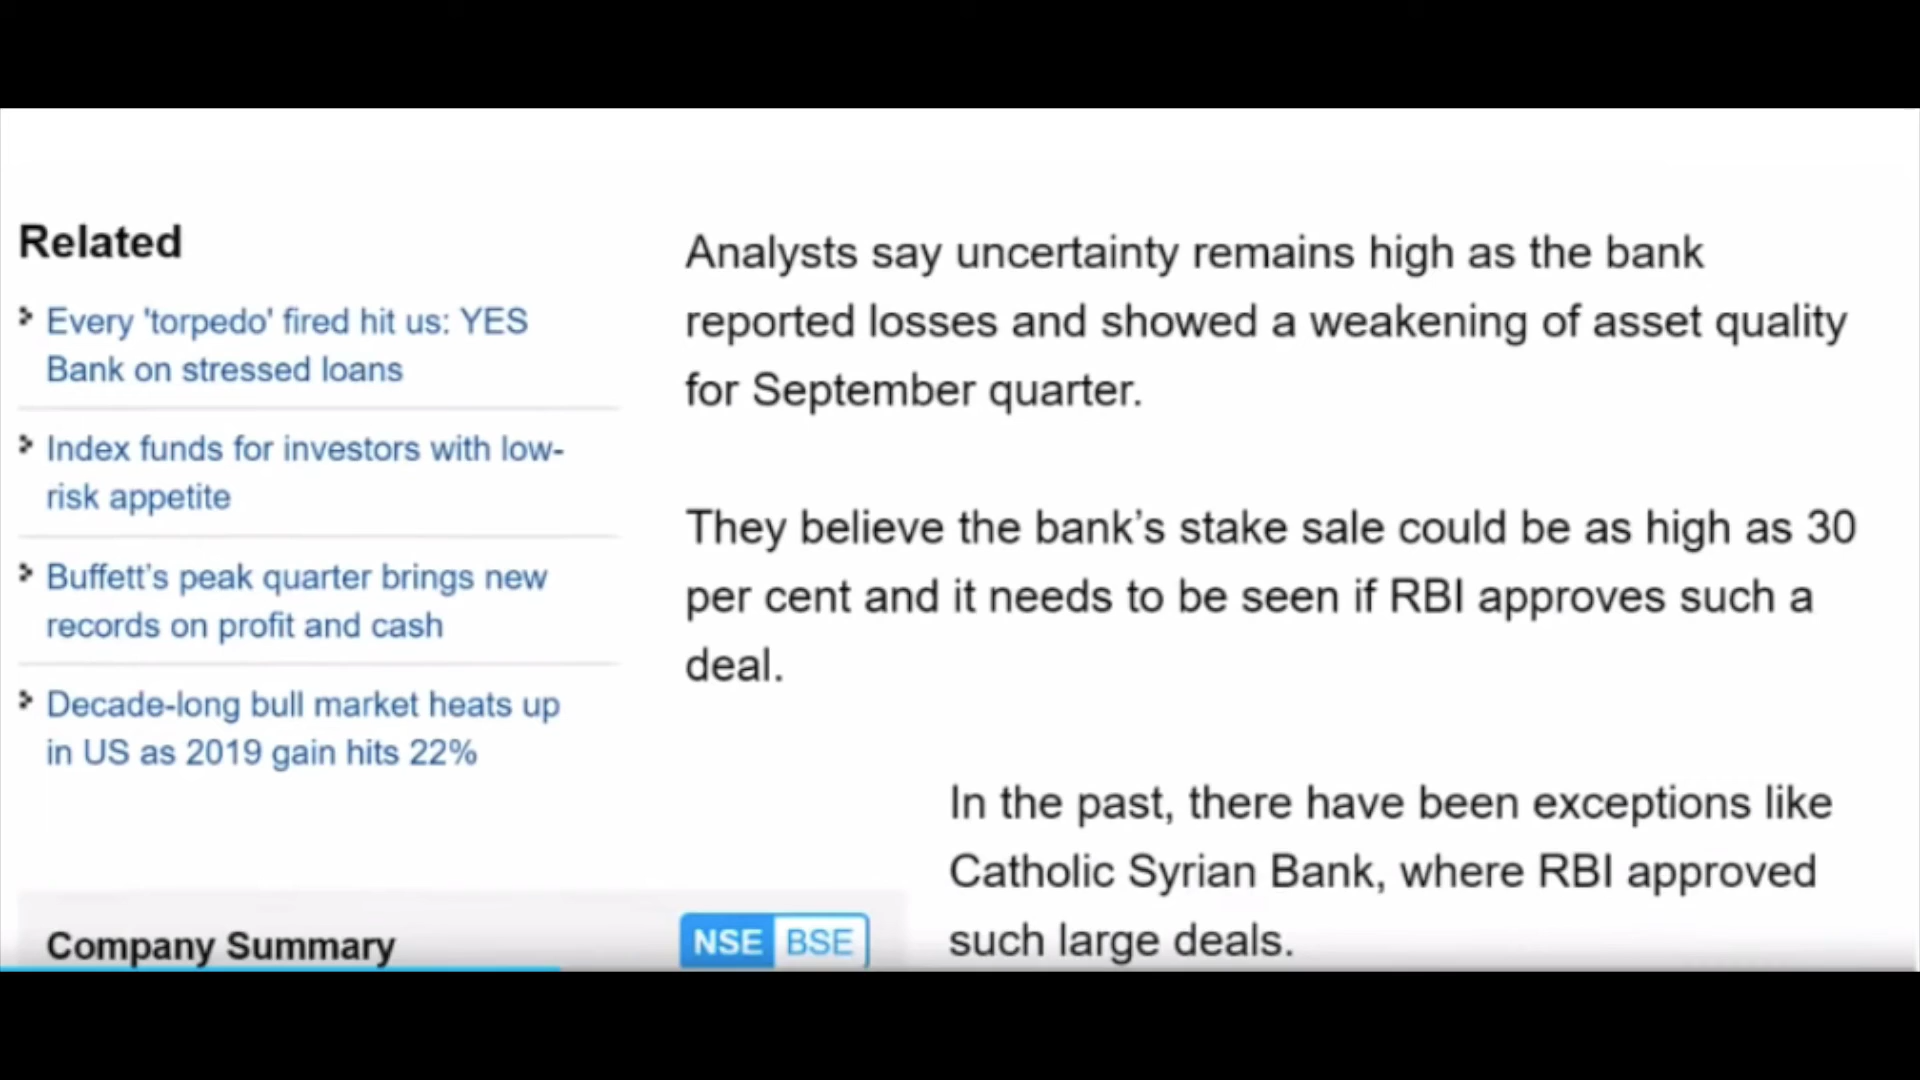 Related
Every 'torpedo' fired hit us: YES
Bank on stressed loans
Index funds for investors with low-
risk appetite
Buffett’s peak quarter brings new
records on profit and cash
Decade-long bull market heats up
in US as 2019 gain hits 22%
Company Summary
NSE BSE
Analysts say uncertainty remains high as the bank
reported losses and showed a weakening of asset quality
for September quarter.
They believe the bank’s stake sale could be as high as 30
per cent and it needs to be seen if RBI approves such a
deal.
In the past, there have been exceptions like
Catholic Syrian Bank, where RBI approved
such large deals.